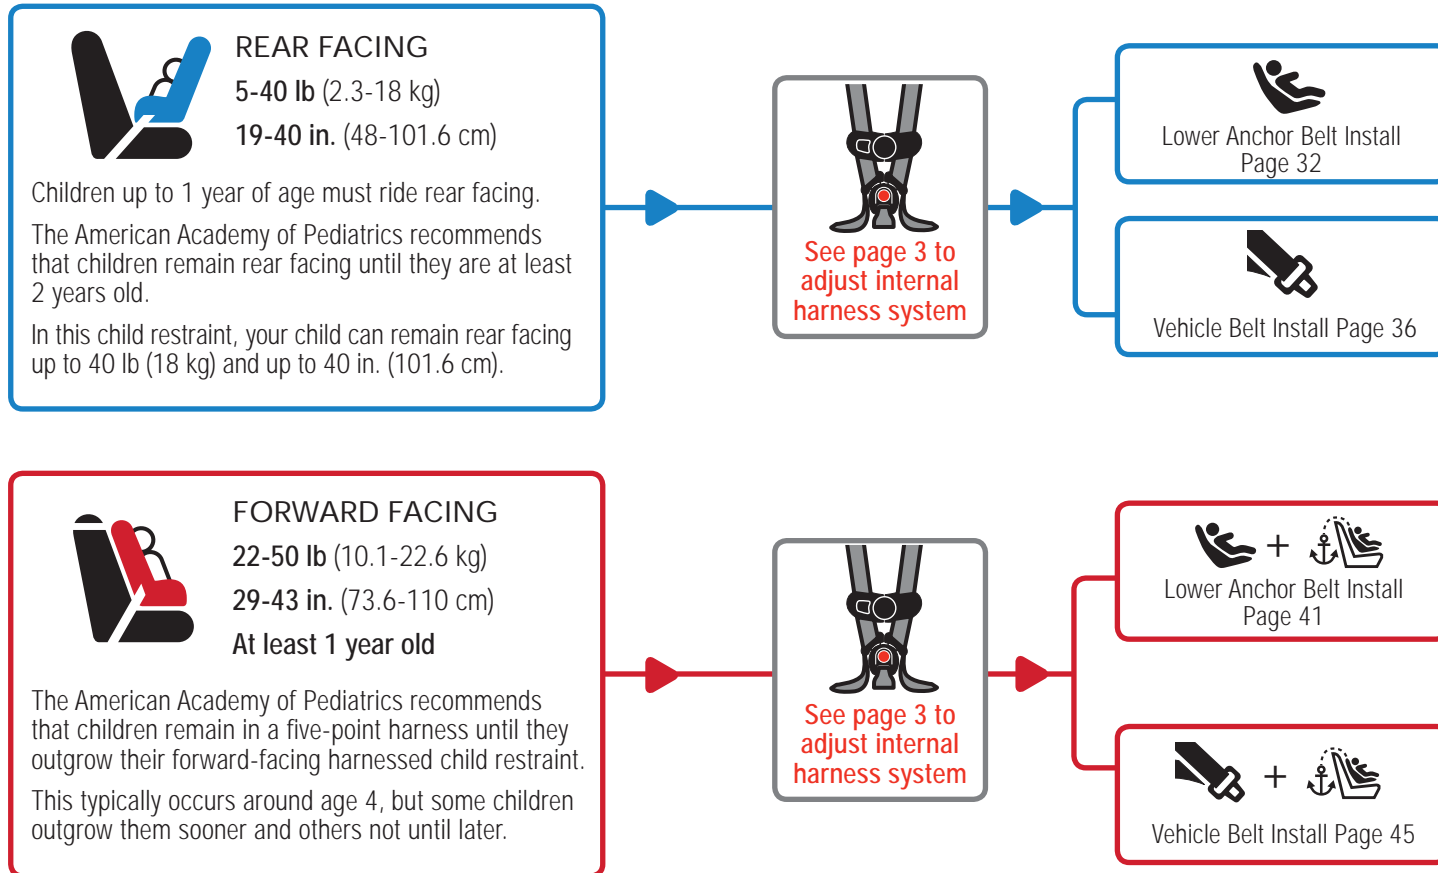 REAR FACING
5-40 lb (2.3-18 kg)
19-40 in. (48-101.6 cm)
Children up to 1 year of age must ride rear facing.
The American Academy of Pediatrics recommends
that children remain rear facing until they are at least
2 years old.
In this child restraint, your child can remain rear facing
up to 40 lb (18 kg) and up to 40 in. (101.6 cm).
See page 3 to
adjust internal
harness system
Lower Anchor Belt Install
Page 32
Vehicle Belt Install Page 36
FORWARD FACING
22-50 lb (10.1-22.6 kg)
29-43 in. (73.6-110 cm)
At least 1 year old
The American Academy of Pediatrics recommends
that children remain in a five-point harness until they
outgrow their forward-facing harnessed child restraint.
This typically occurs around age 4, but some children
outgrow them sooner and others not until later.
See page 3 to
adjust internal
harness system
+
Lower Anchor Belt Install
Page 41
+
Vehicle Belt Install Page 45